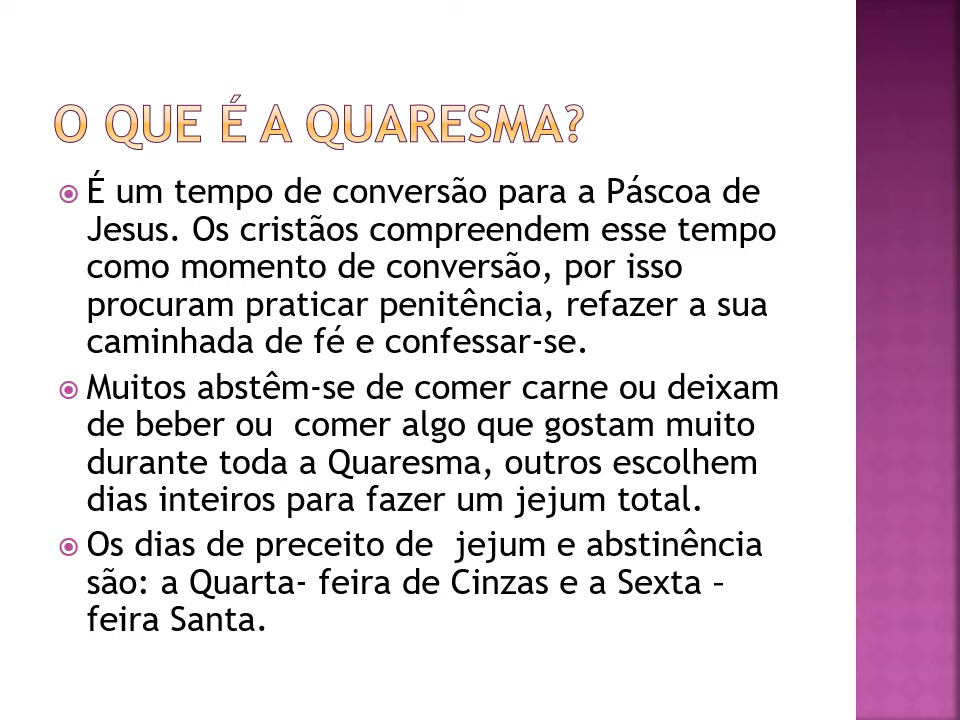 O QUE É A QUARESMA?
É um tempo de conversão para a Páscoa de
Jesus. Os cristãos compreendem esse tempo
como momento de conversão, por isso
procuram praticar penitência, refazer a sua
caminhada de fé e confessar-se.
Muitos abstêm-se de comer carne ou deixam
de beber ou  comer algo que gostam muito
durante toda a Quaresma, outros escolhem
dias inteiros para fazer um jejum total.
Os dias de preceito de  jejum e abstinência
são: a Quarta- feira de Cinzas e a Sexta –
feira Santa.